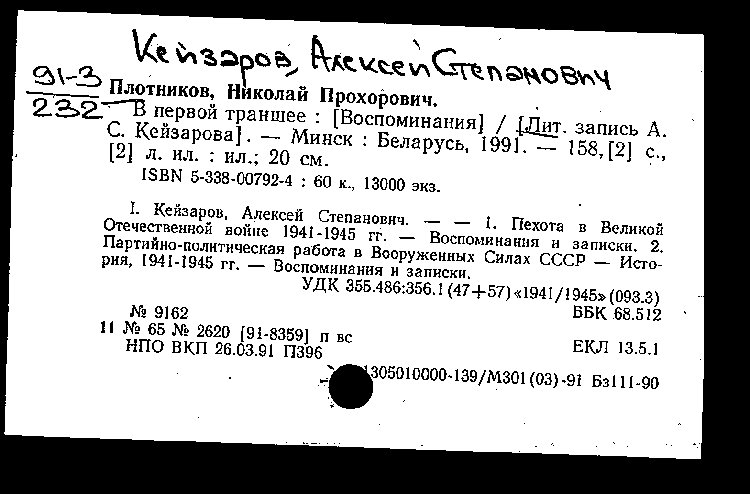 Кейзаров, Алексей Степанович
91-3
232
Плотников, Николай Прохорович.
В первой траншее : [Воспоминания] / [Лит. запись А.
С. Кейзарова]. — Минск : Беларусь, 1991. — 158, [2] с.,
[2] л. ил. : ил.; 20 см.
ISBN 5-338-00792-4 : 60 к., 13000 экз.
I. Кейзаров, Алексей Степанович. — — 1. Пехота в Великой
Отечественной войне 1941-1945 гг. — Воспоминания и записки. 2.
Партийно-политическая работа в Вооруженных Силах СССР — Исто-
рия, 1941-1945 гг. — Воспоминания и записки.
УДК 355.486:356.1(47+57)«1941/1945»(093.3)
№ 9162
ББК 68.512
11 № 65 № 2620 [91-8359] п вс
НПО ВКП 26.03.91 П396
ЕКЛ 13.5.1
1305010000-139/М301(03)-91 Бз111-90